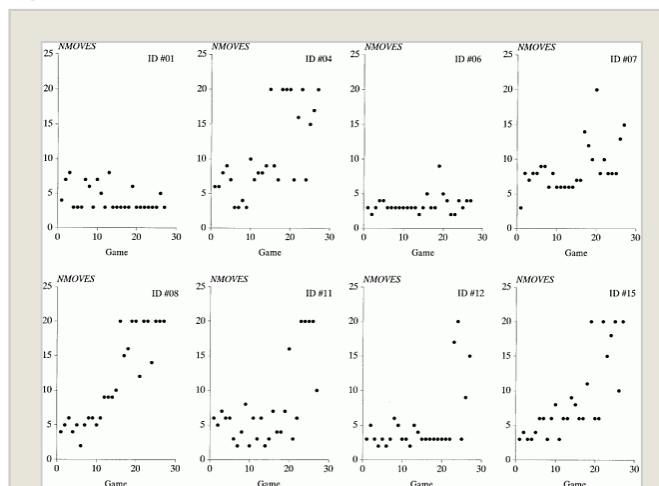 NMOVES ID #01
25
20
15
10
5
0
0 10 20 30
Game
NMOVES ID #04
25
20
15
10
5
0
0 10 20 30
Game
NMOVES ID #06
25
20
15
10
5
0
0 10 20 30
Game
NMOVES ID #07
25
20
15
10
5
0
0 10 20 30
Game
NMOVES ID #08
25
20
15
10
5
0
0 10 20 30
Game
NMOVES ID #11
25
20
15
10
5
0
0 10 20 30
Game
NMOVES ID #12
25
20
15
10
5
0
0 10 20 30
Game
NMOVES ID #15
25
20
15
10
5
0
0 10 20 30
Game